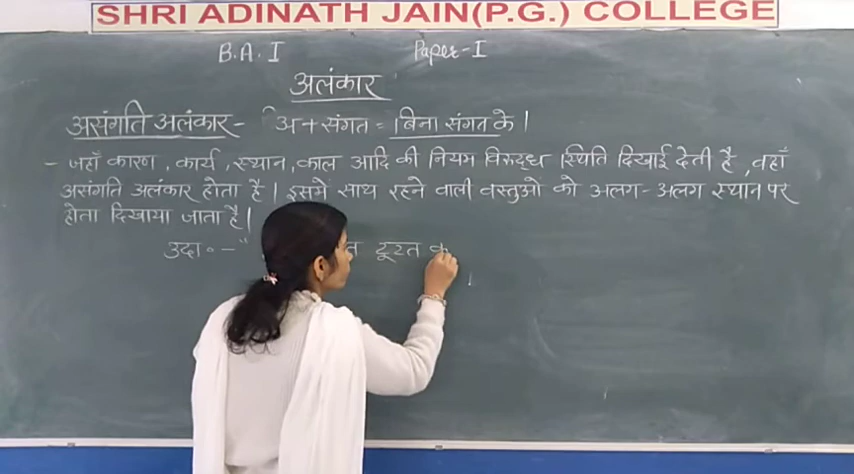 SHRI ADINATH JAIN(P.G.) COLLEGE
B.A. I Paper-I
अलंकार
असंगति अलंकार- अ+संगत = बिना संगत के।
- जहाँ कारण, कार्य, स्थान, काल आदि की नियम विरुद्ध स्थिति दिखाई देती है, वहाँ
असंगति अलंकार होता है। इसमे साथ रहने वाली वस्तुओं को अलग-अलग स्थान पर
होता दिखाया जाता है।
उदा०-" टूटत